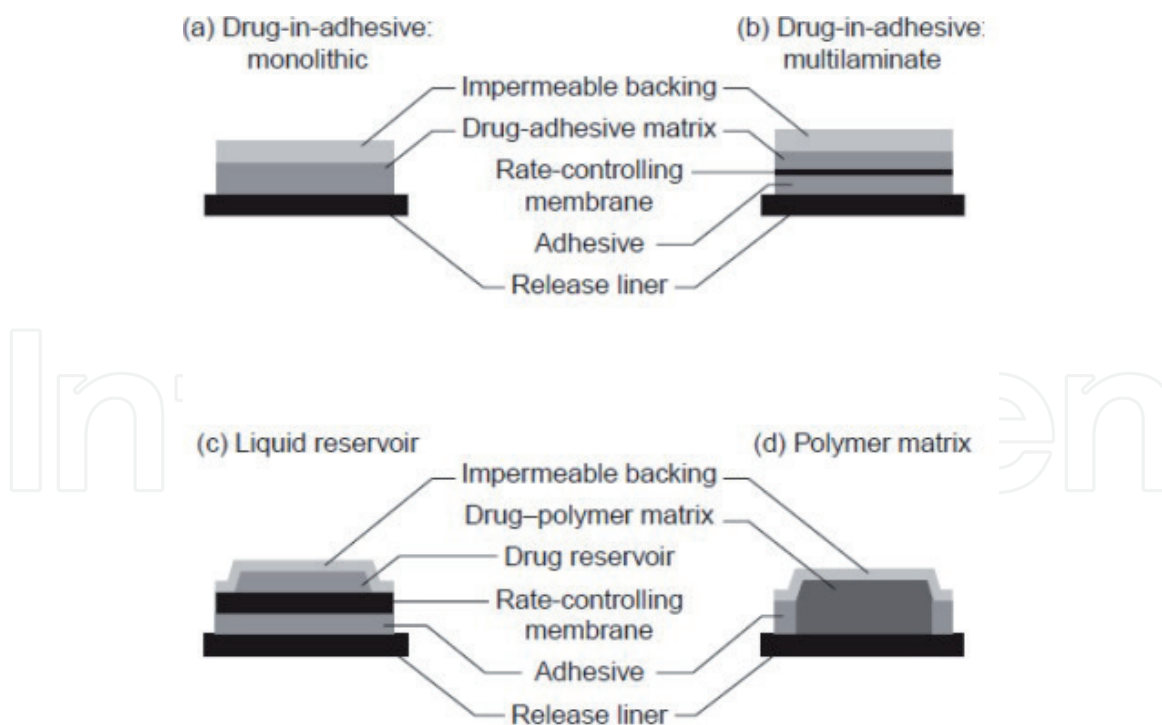 (a) Drug-in-adhesive:
monolithic
(b) Drug-in-adhesive:
multilaminate
Impermeable backing
Drug-adhesive matrix
Rate-controlling
membrane
Adhesive
Release liner
(c) Liquid reservoir
(d) Polymer matrix
Impermeable backing
Drug–polymer matrix
Drug reservoir
Rate-controlling
membrane
Adhesive
Release liner